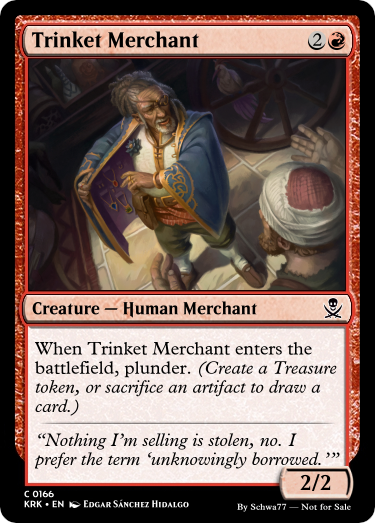 Trinket Merchant 2
Creature — Human Merchant
When Trinket Merchant enters the
battlefield, plunder. (Create a Treasure
token, or sacrifice an artifact to draw a
card.)
“Nothing I’m selling is stolen, no. I
prefer the term ‘unknowingly borrowed.’”
2/2
C 0166
KRK • EN Edgar Sánchez Hidalgo
By Schwa77 — Not for Sale